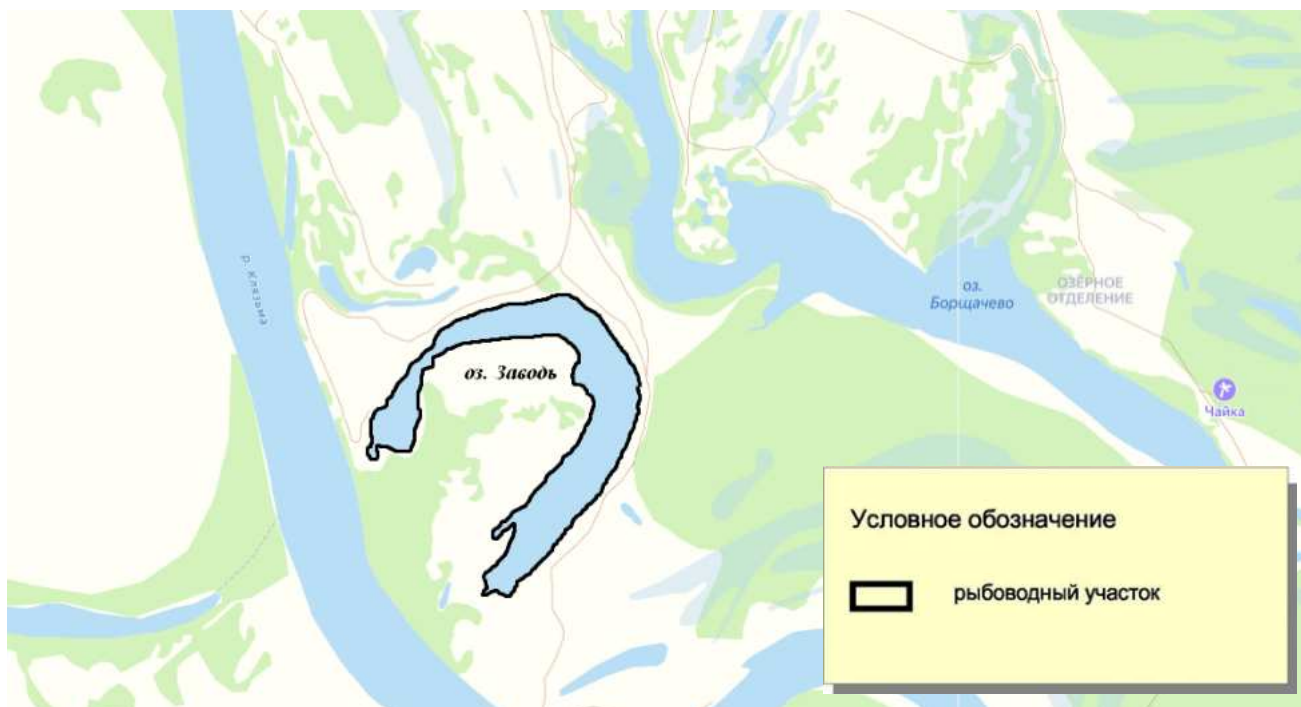 р. Клязьма
оз. Заводь
оз.
Борщачево
ОЗЁРНОЕ
ОТДЕЛЕНИЕ
Чайка
Условное обозначение
рыбоводный участок